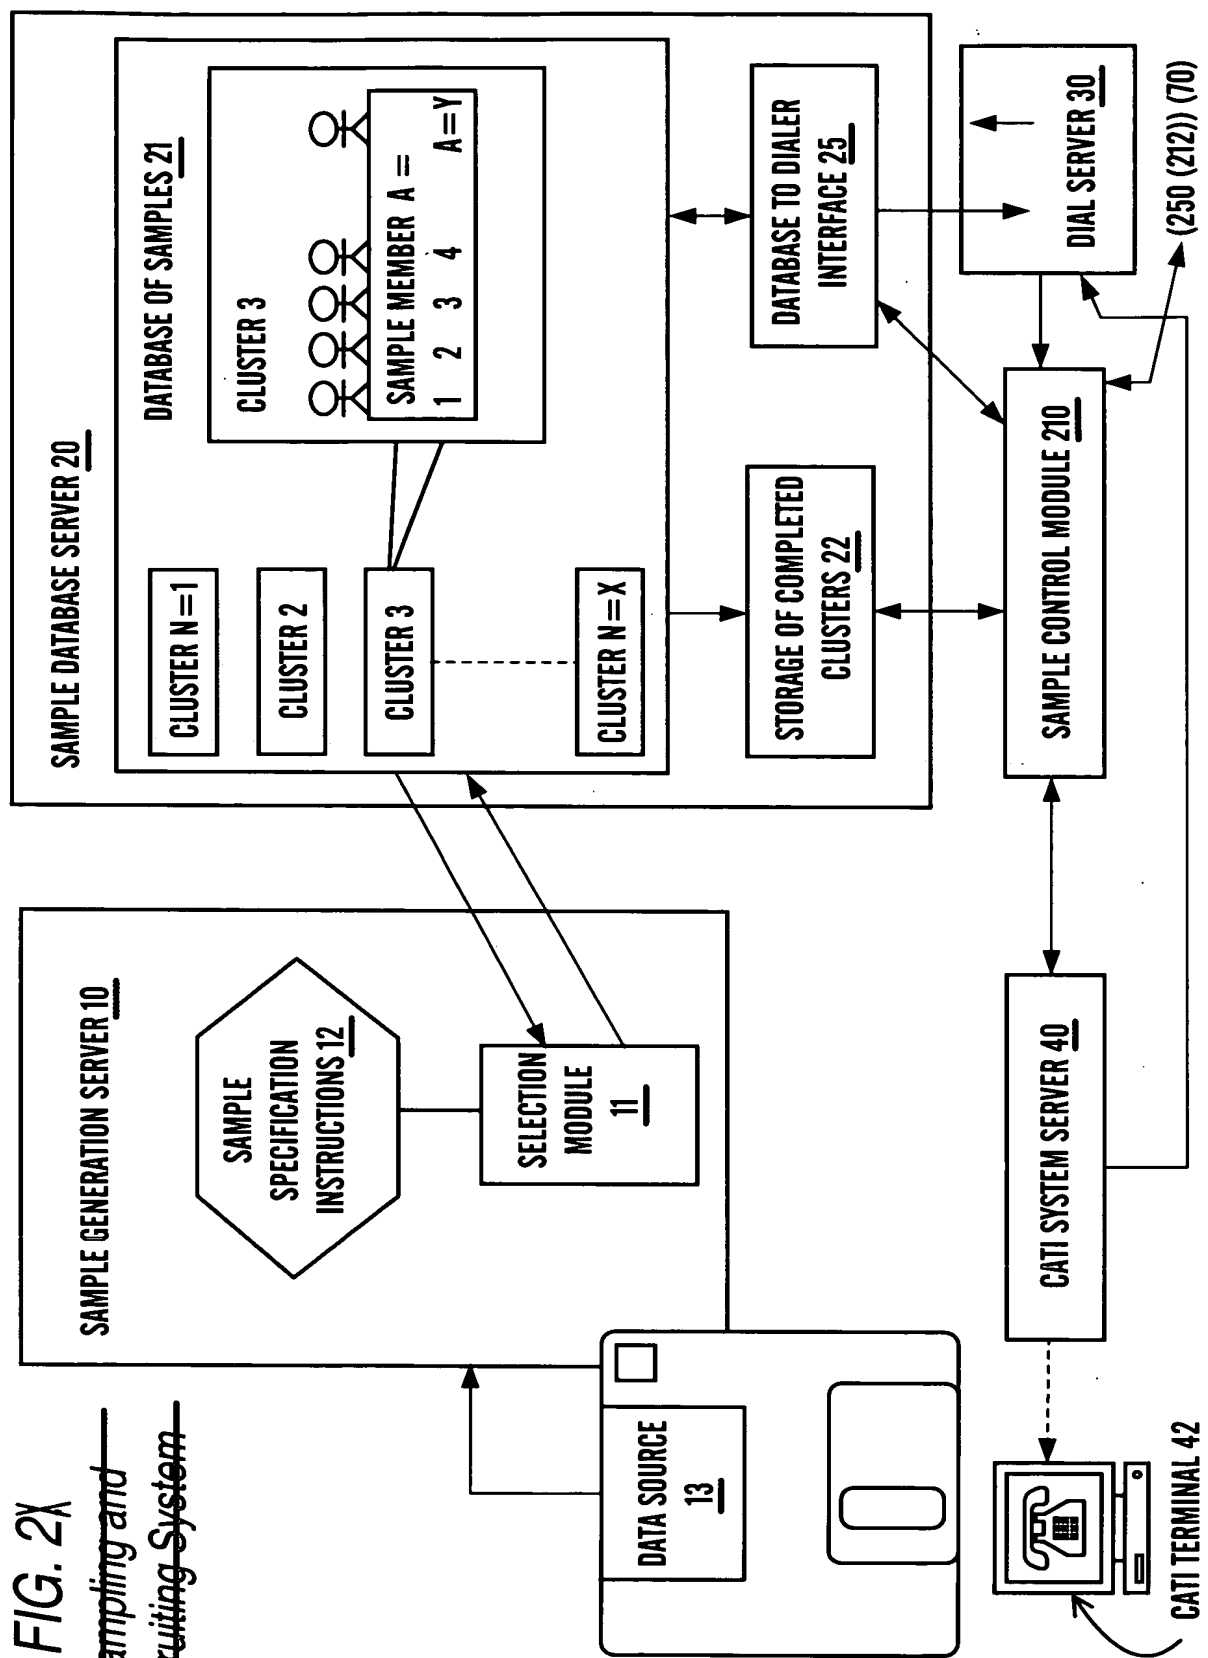 FIG. 2
ampling and
ruiting System
SAMPLE GENERATION SERVER 10
SAMPLE
SPECIFICATION
INSTRUCTIONS 12
SELECTION
MODULE
11
DATA SOURCE
13
SAMPLE DATABASE SERVER 20
DATABASE OF SAMPLES 21
CLUSTER N=1
CLUSTER 2
CLUSTER 3
CLUSTER N=X
CLUSTER 3
SAMPLE MEMBER A =
1 2 3 4 A=Y
STORAGE OF COMPLETED
CLUSTERS 22
DATABASE TO DIALER
INTERFACE 25
CATI TERMINAL 42
CATI SYSTEM SERVER 40
SAMPLE CONTROL MODULE 210
DIAL SERVER 30
(250 (212)) (70)